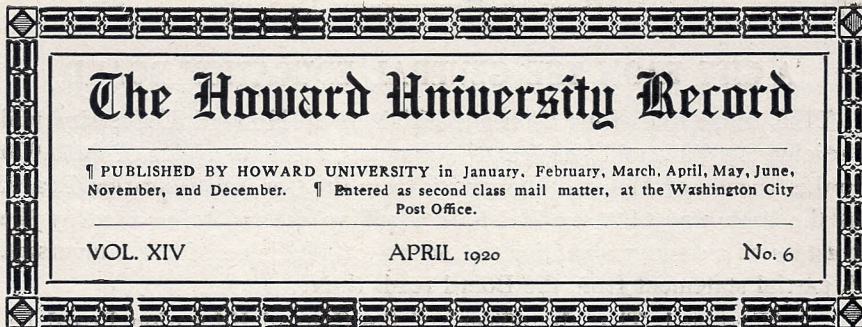 The Howard University Record
¶ PUBLISHED BY HOWARD UNIVERSITY in January, February, March, April, May, June,
November, and December. ¶ Entered as second class mail matter, at the Washington City
Post Office.
VOL. XIV APRIL 1920 No. 6